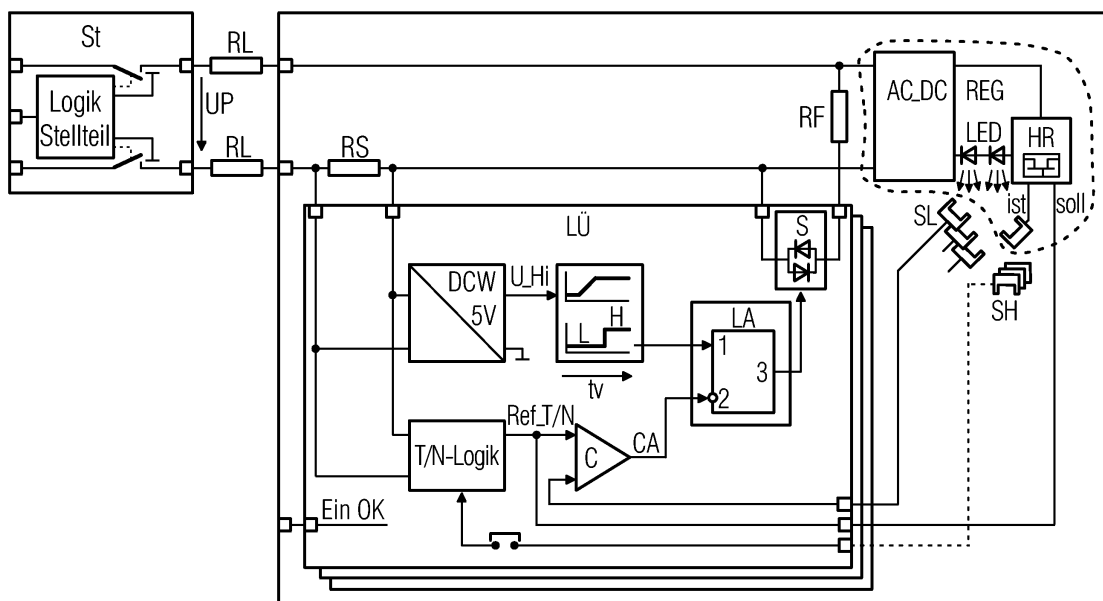 St
RL
Logik
Stellteil
UP
RL
RS
RF
AC_DC
REG
LED
HR
ist
soll
SL
SH
LÜ
S
DCW
5V
U_Hi
H
L
tv
LA
1
2
3
Ref_T/N
T/N-Logik
C
CA
Ein OK